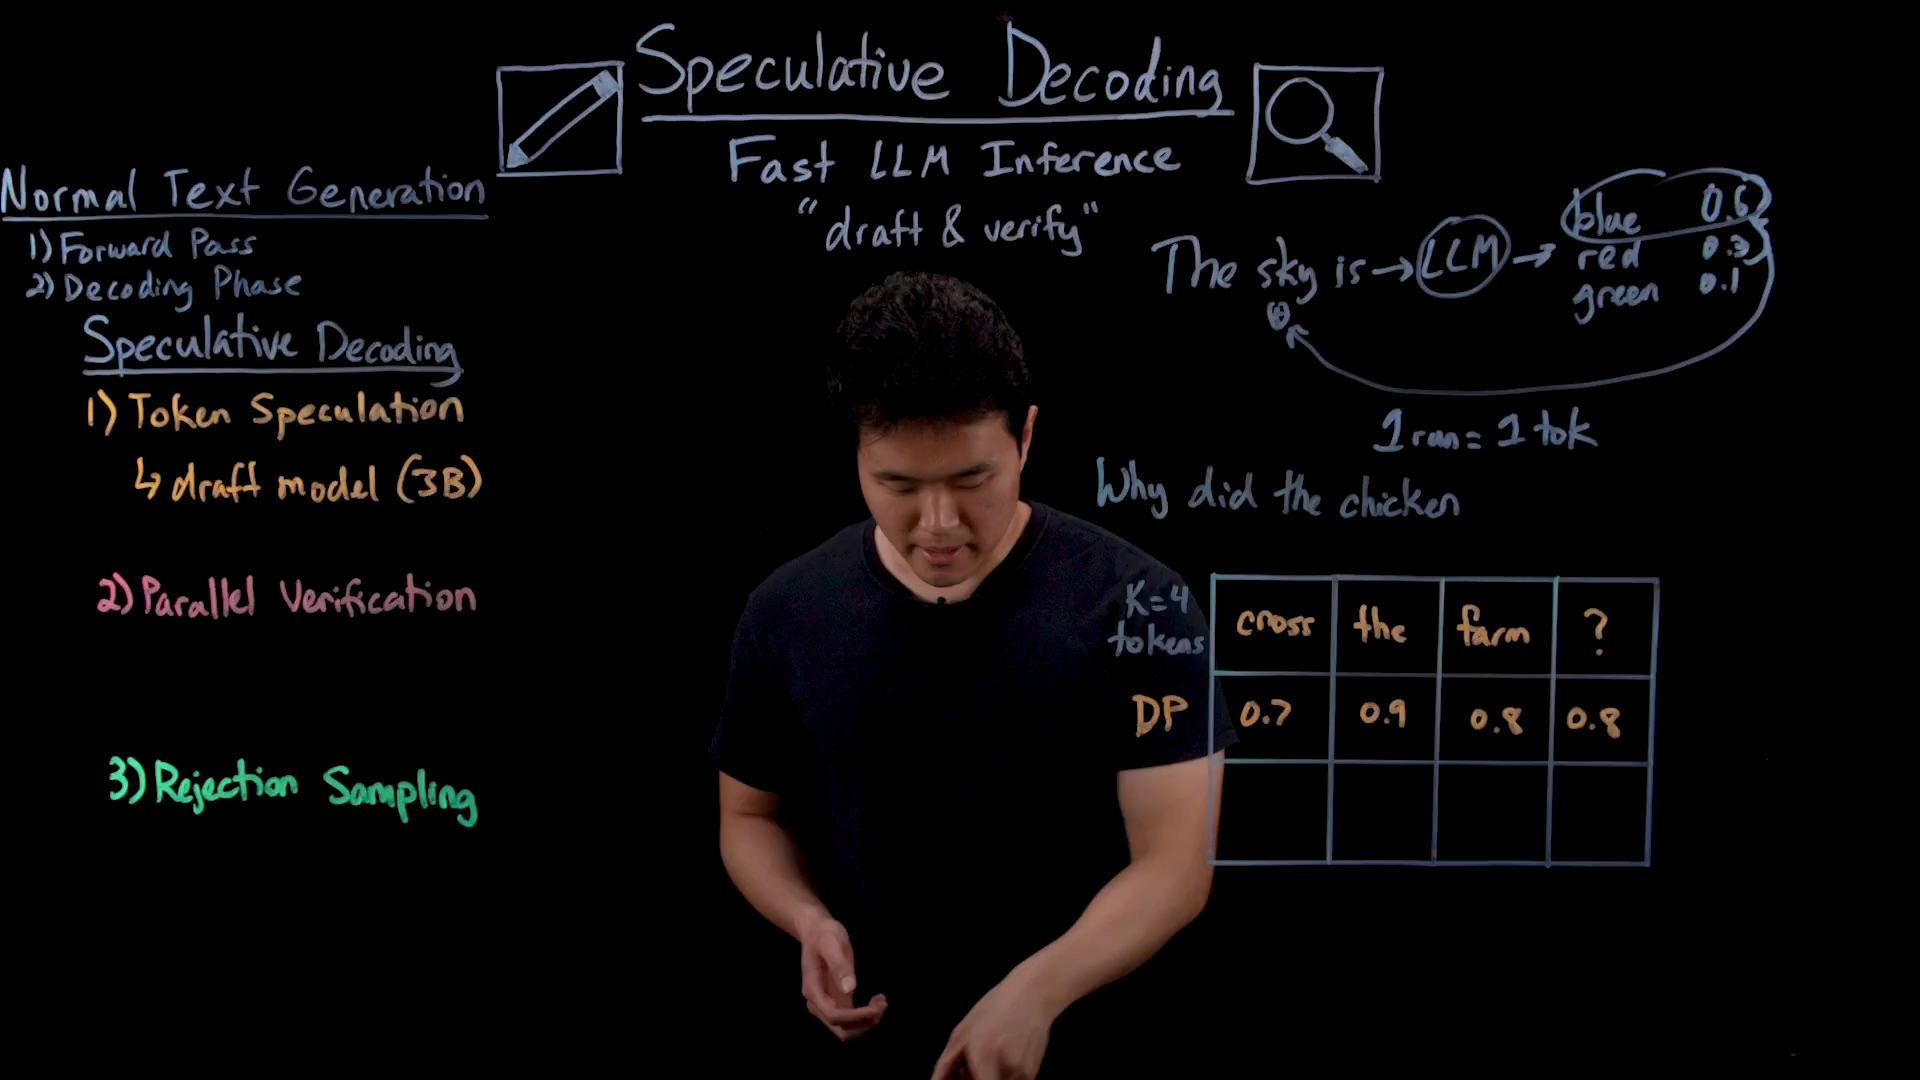 Speculative Decoding
Fast LLM Inference
"draft & verify"
Normal Text Generation
1) Forward Pass
2) Decoding Phase
Speculative Decoding
1) Token Speculation
↳ draft model (3B)
2) Parallel Verification
3) Rejection Sampling
The sky is → LLM →
blue 0.6
red 0.3
green 0.1
1 run = 1 tok
Why did the chicken
K=4 tokens
cross the farm ?
DP 0.7 0.9 0.8 0.8